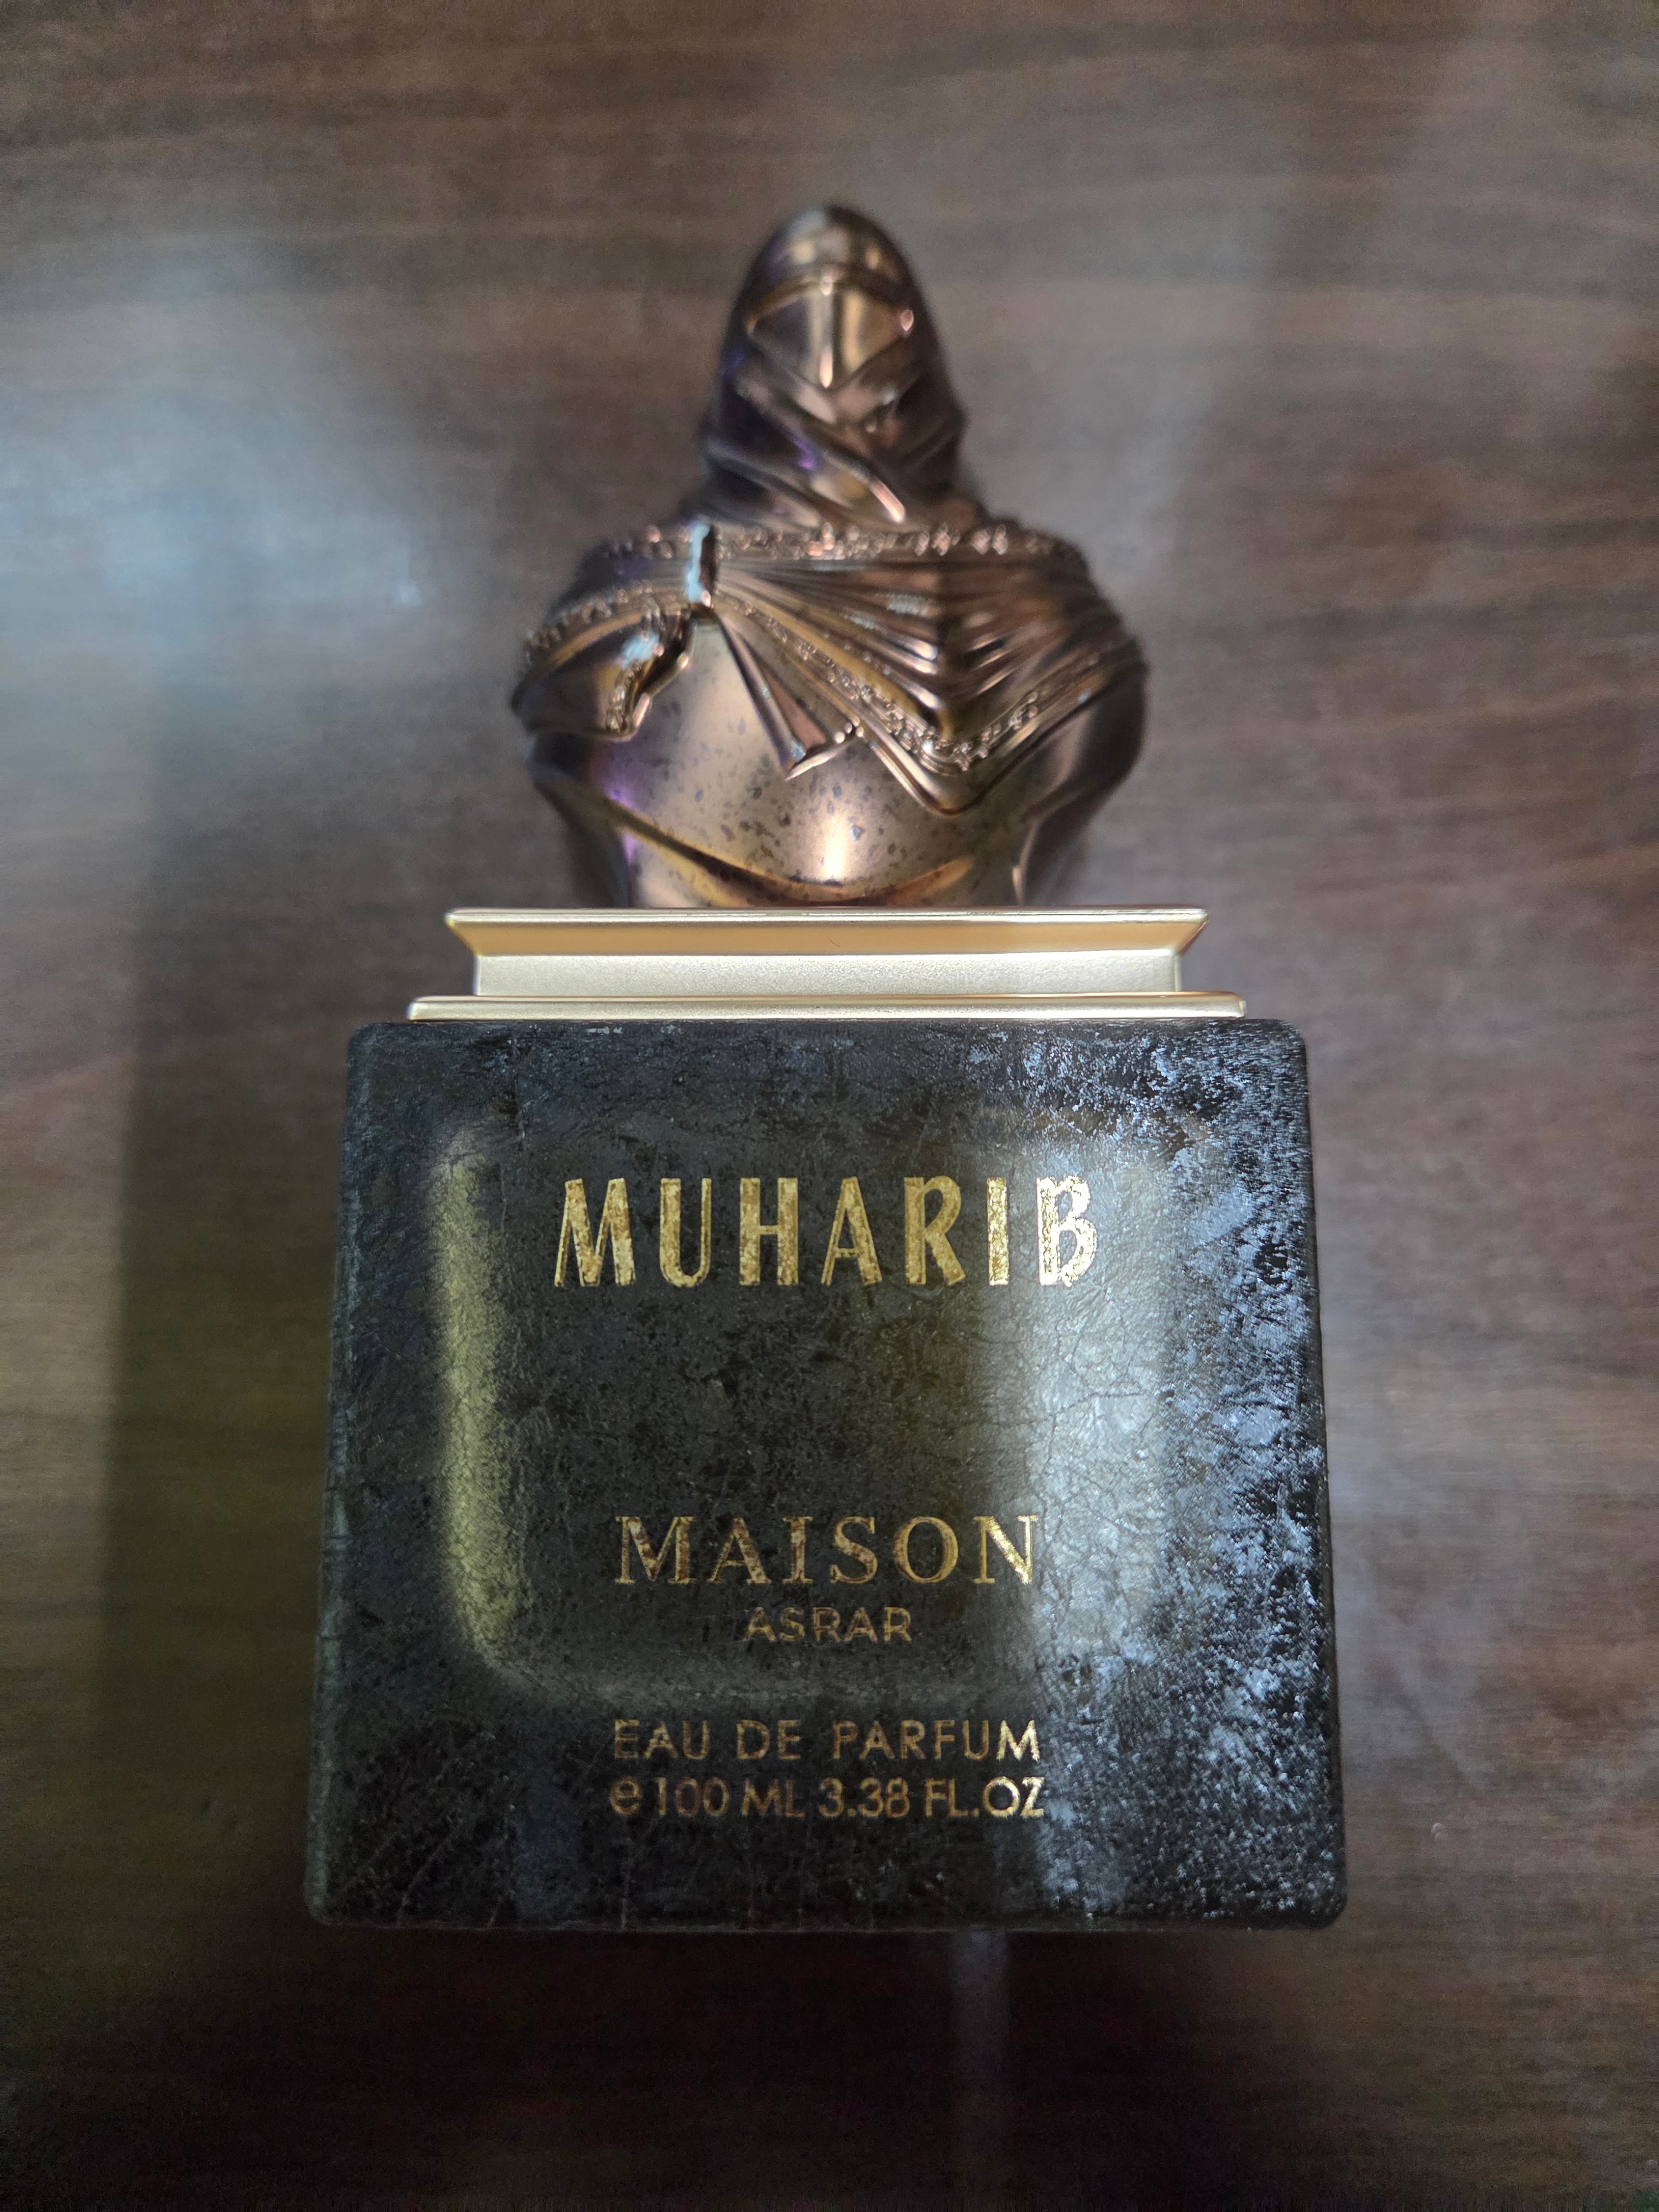 MUHARIB
MAISON
ASRAR
EAU DE PARFUM
e 100 ML 3.38 FL.OZ